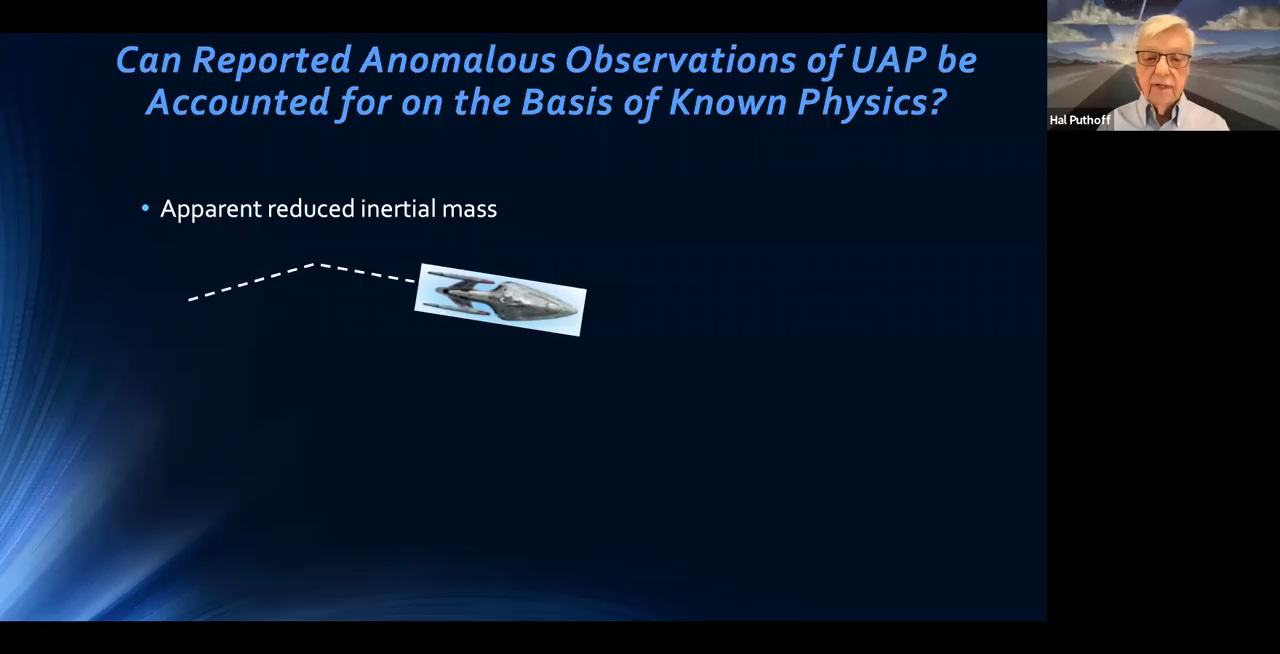 Can Reported Anomalous Observations of UAP be
Accounted for on the Basis of Known Physics?
• Apparent reduced inertial mass
Hal Puthoff